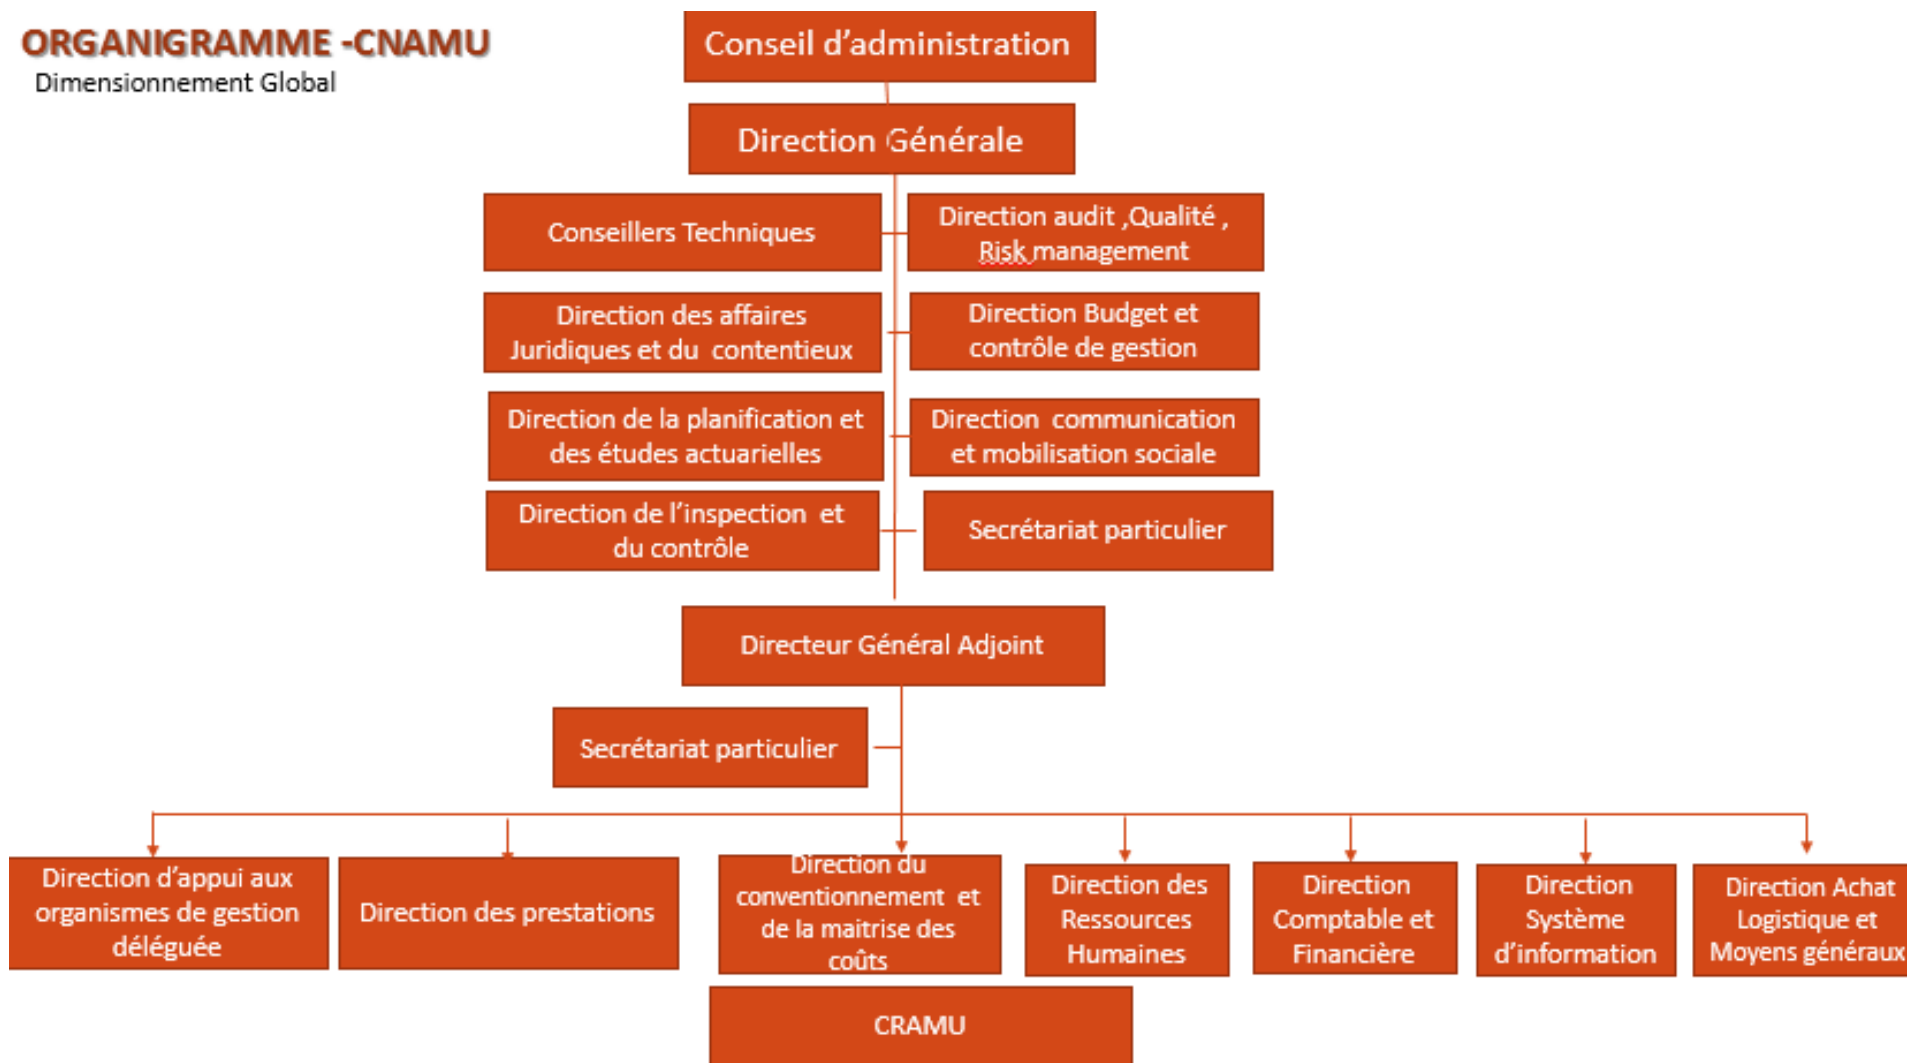 ORGANIGRAMME -CNAMU
Dimensionnement Global
Conseil d’administration
Direction Générale
Conseillers Techniques
Direction audit ,Qualité ,
Risk management
Direction des affaires
Juridiques et du contentieux
Direction Budget et
contrôle de gestion
Direction de la planification et
des études actuarielles
Direction communication
et mobilisation sociale
Direction de l’inspection et
du contrôle
Secrétariat particulier
Directeur Général Adjoint
Secrétariat particulier
Direction d’appui aux
organismes de gestion
déléguée
Direction des prestations
Direction du
conventionnement et
de la maitrise des
coûts
Direction des
Ressources
Humaines
Direction
Comptable et
Financière
Direction
Système
d’information
Direction Achat
Logistique et
Moyens généraux
CRAMU